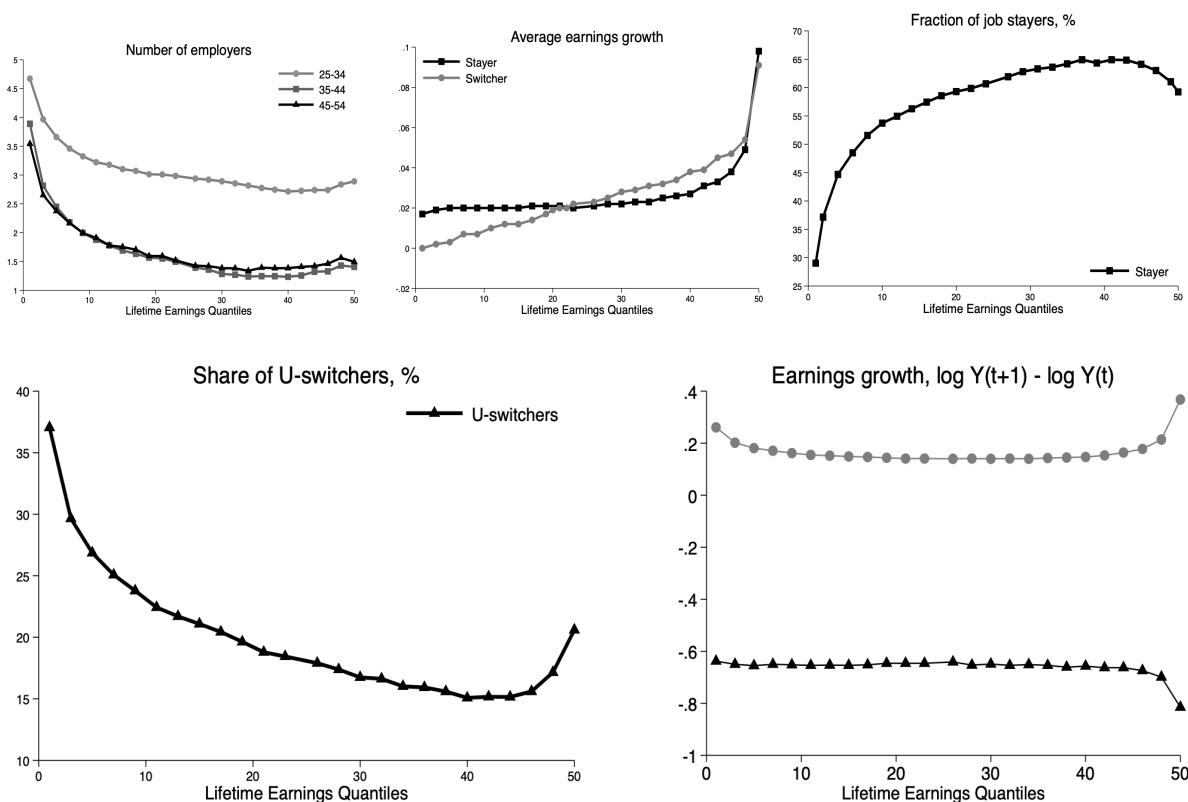 Number of employers
25-34
35-44
45-54
5
4.5
4
3.5
3
2.5
2
1.5
1
0 10 20 30 40 50
Lifetime Earnings Quantiles
Average earnings growth
Stayer
Switcher
.1
.08
.06
.04
.02
0
-.02
0 10 20 30 40 50
Lifetime Earnings Quantiles
Fraction of job stayers, %
70
65
60
55
50
45
40
35
30
25
Stayer
0 10 20 30 40 50
Lifetime Earnings Quantiles
Share of U-switchers, %
U-switchers
40
35
30
25
20
15
10
0 10 20 30 40 50
Lifetime Earnings Quantiles
Earnings growth, log Y(t+1) - log Y(t)
.4
.2
0
-.2
-.4
-.6
-.8
-1
0 10 20 30 40 50
Lifetime Earnings Quantiles